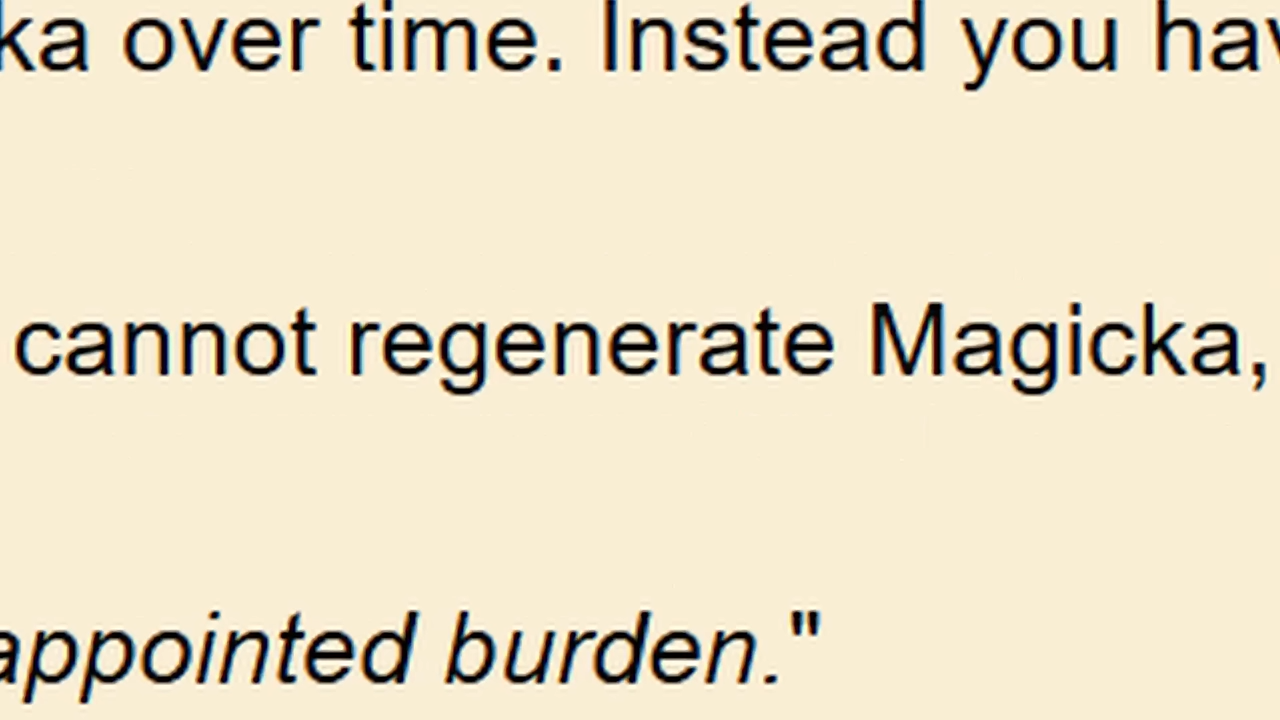 ka over time. Instead you hav
cannot regenerate Magicka,
appointed burden."